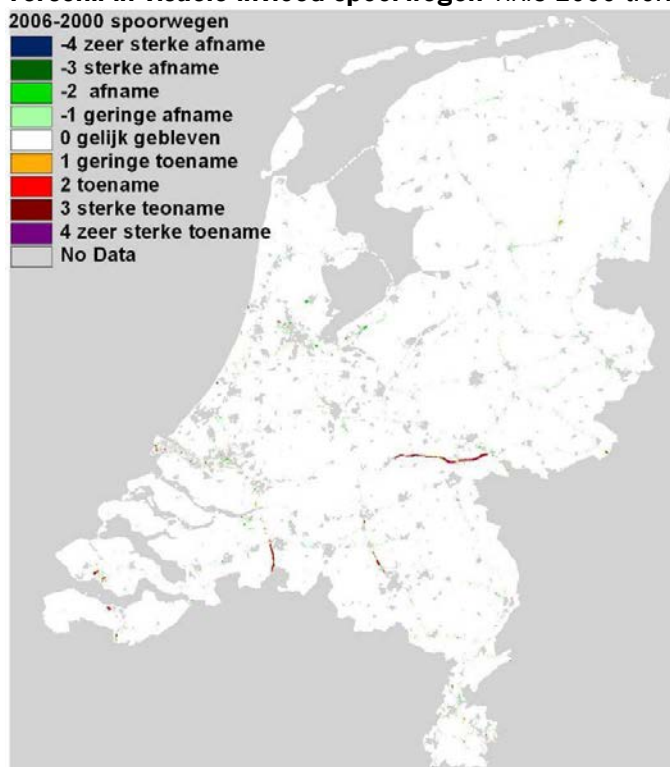 2006-2000 spoorwegen
-4 zeer sterke afname
-3 sterke afname
-2 afname
-1 geringe afname
0 gelijk gebleven
1 geringe toename
2 toename
3 sterke teoname
4 zeer sterke toename
No Data